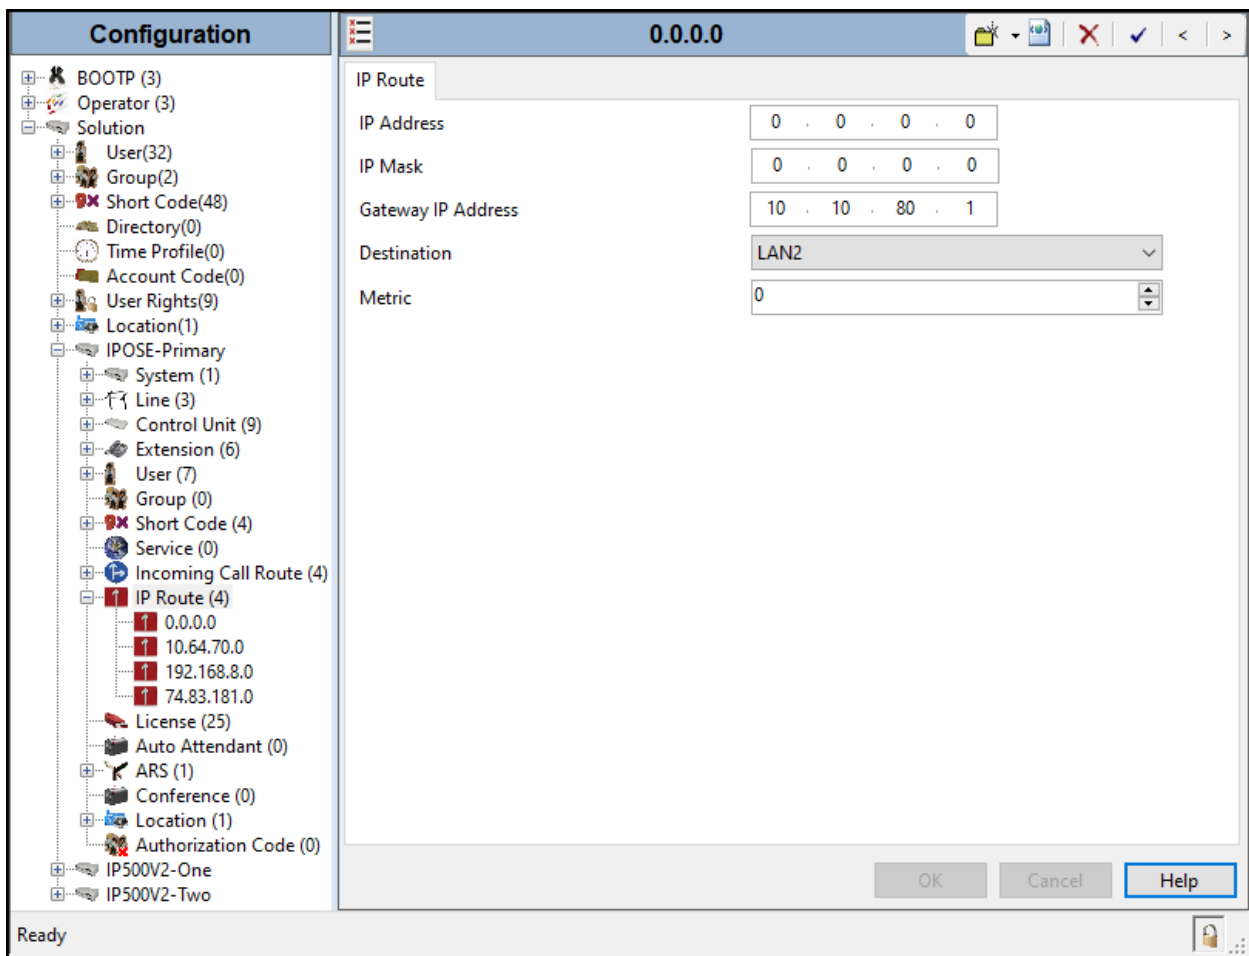 Configuration
0.0.0.0
BOOTP (3)
Operator (3)
Solution
User(32)
Group(2)
Short Code(48)
Directory(0)
Time Profile(0)
Account Code(0)
User Rights(9)
Location(1)
IPOSE-Primary
System (1)
Line (3)
Control Unit (9)
Extension (6)
User (7)
Group (0)
Short Code (4)
Service (0)
Incoming Call Route (4)
IP Route (4)
0.0.0.0
10.64.70.0
192.168.8.0
74.83.181.0
License (25)
Auto Attendant (0)
ARS (1)
Conference (0)
Location (1)
Authorization Code (0)
IP500V2-One
IP500V2-Two
IP Route
IP Address 0 . 0 . 0 . 0
IP Mask 0 . 0 . 0 . 0
Gateway IP Address 10 . 10 . 80 . 1
Destination LAN2
Metric 0
OK Cancel Help
Ready